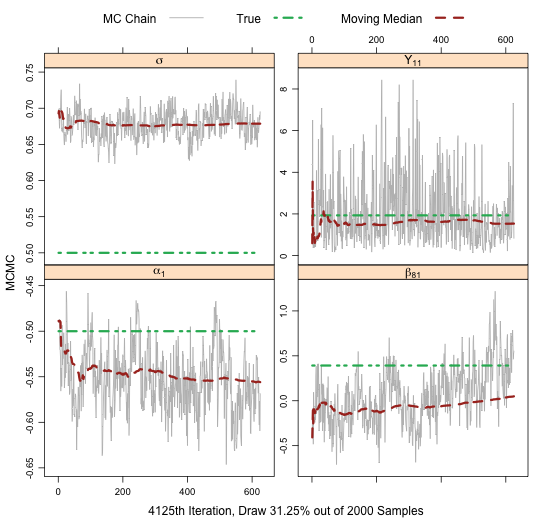 MC Chain True Moving Median
0 200 400 600
σ
Υ11
0.75
0.70
0.65
0.60
0.55
0.50
8
6
4
2
0
MCMC
α1
β81
-0.45
-0.50
-0.55
-0.60
-0.65
1.0
0.5
0.0
-0.5
0 200 400 600
4125th Iteration, Draw 31.25% out of 2000 Samples